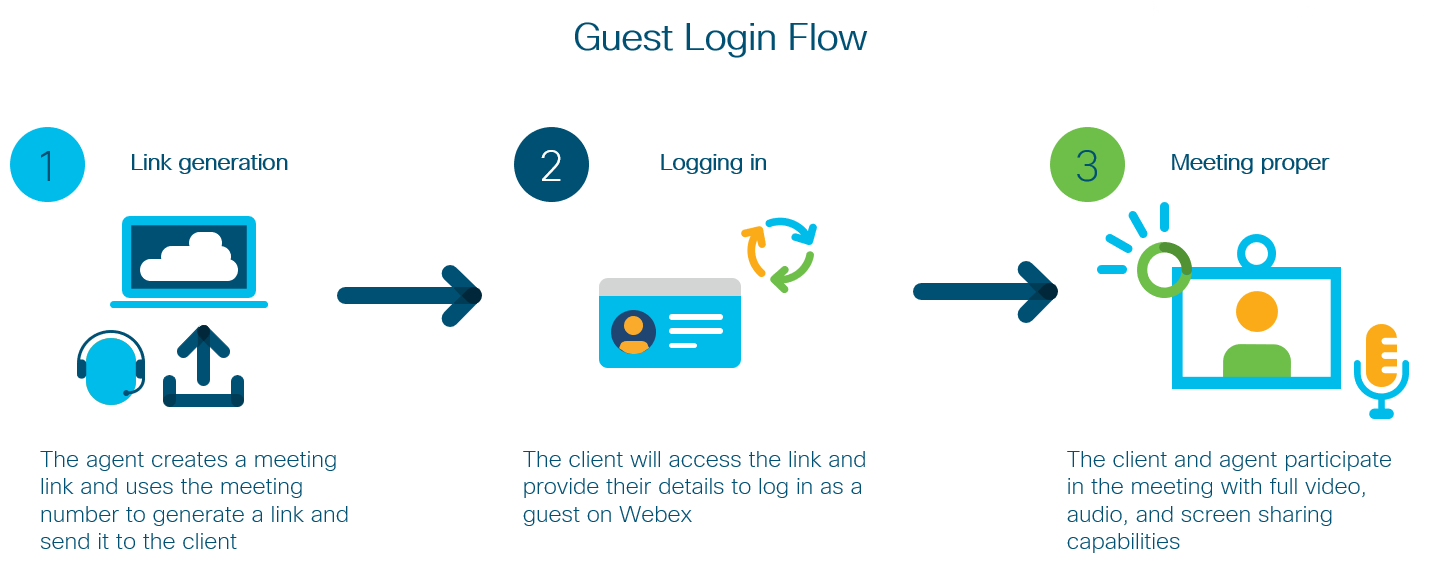 Guest Login Flow
1
Link generation
2
Logging in
3
Meeting proper
The agent creates a meeting
link and uses the meeting
number to generate a link and
send it to the client
The client will access the link and
provide their details to log in as a
guest on Webex
The client and agent participate
in the meeting with full video,
audio, and screen sharing
capabilities